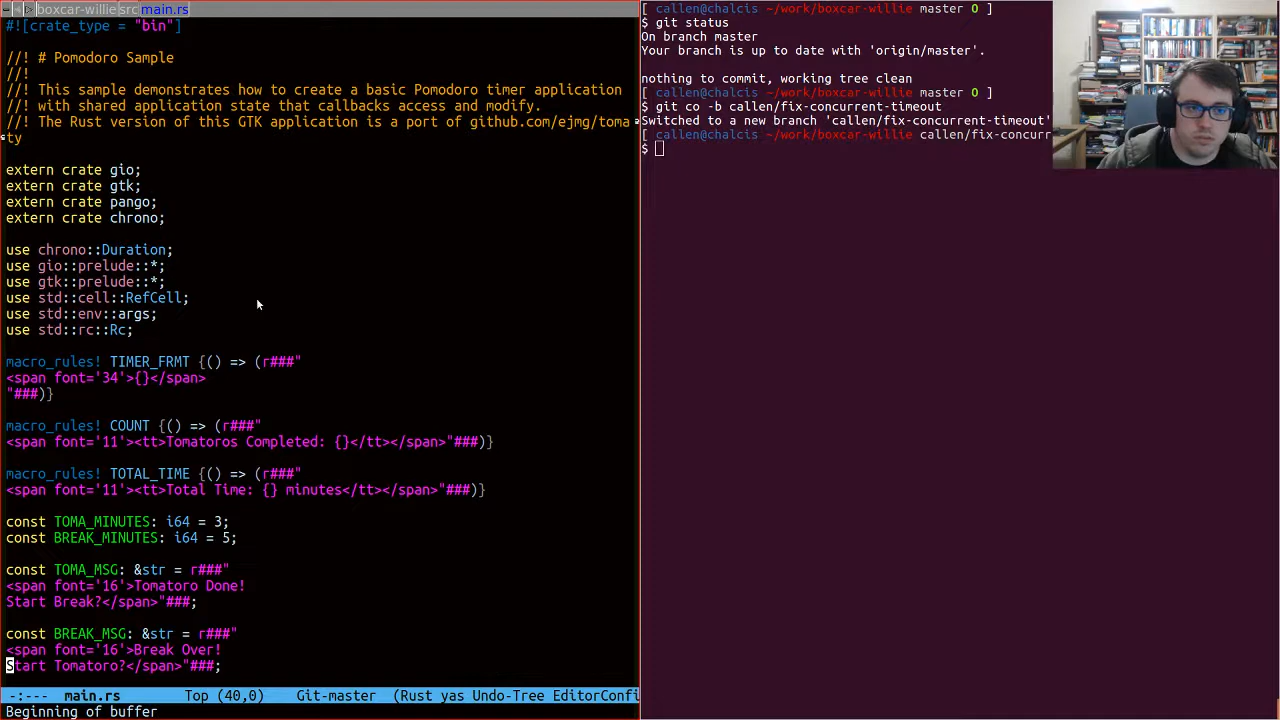 boxcar-willie src main.rs
#![crate_type = "bin"]
//! # Pomodoro Sample
//!
//! This sample demonstrates how to create a basic Pomodoro timer application
//! with shared application state that callbacks access and modify.
//! The Rust version of this GTK application is a port of github.com/ejmg/toma
ty
extern crate gio;
extern crate gtk;
extern crate pango;
extern crate chrono;
use chrono::Duration;
use gio::prelude::*;
use gtk::prelude::*;
use std::cell::RefCell;
use std::env::args;
use std::rc::Rc;
macro_rules! TIMER_FRMT {() => (r###"
<span font='34'>{}</span>
"###)}
macro_rules! COUNT {() => (r###"
<span font='11'><tt>Tomatoros Completed: {}</tt></span>"###)}
macro_rules! TOTAL_TIME {() => (r###"
<span font='11'><tt>Total Time: {} minutes</tt></span>"###)}
const TOMA_MINUTES: i64 = 3;
const BREAK_MINUTES: i64 = 5;
const TOMA_MSG: &str = r###"
<span font='16'>Tomatoro Done!
Start Break?</span>"###;
const BREAK_MSG: &str = r###"
<span font='16'>Break Over!
Start Tomatoro?</span>"###;
-:--- main.rs Top (40,0) Git-master (Rust yas Undo-Tree EditorConfi
Beginning of buffer
[ callen@chalcis ~/work/boxcar-willie master 0 ]
$ git status
On branch master
Your branch is up to date with 'origin/master'.
nothing to commit, working tree clean
[ callen@chalcis ~/work/boxcar-willie master 0 ]
$ git co -b callen/fix-concurrent-timeout
Switched to a new branch 'callen/fix-concurrent-timeout'
[ callen@chalcis ~/work/boxcar-willie callen/fix-concurr
$